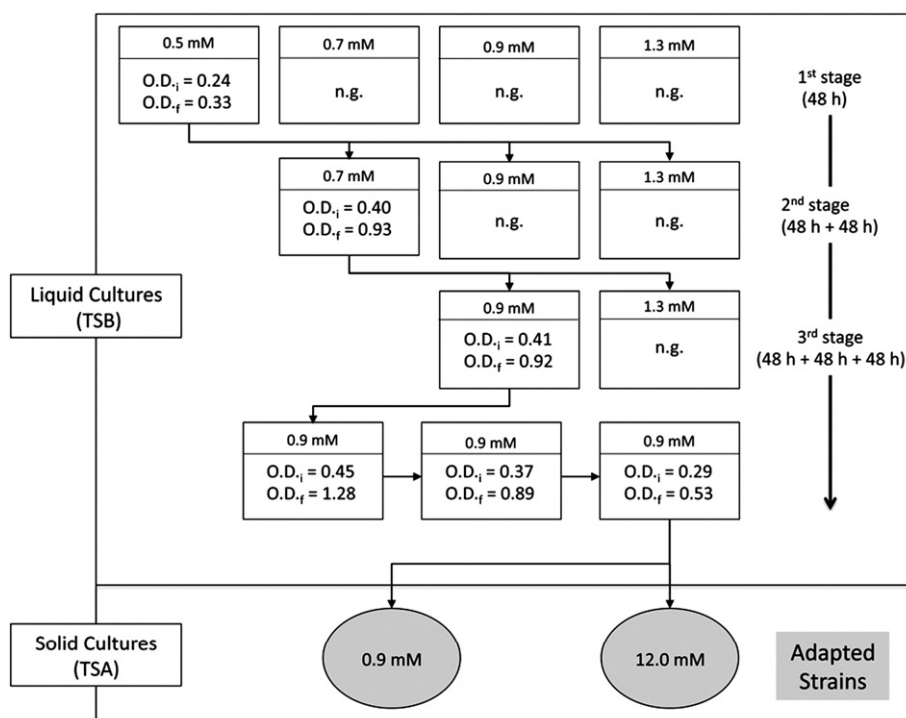 0.5 mM
0.7 mM
0.9 mM
1.3 mM
O.D.i = 0.24
O.D.f = 0.33
n.g.
n.g.
n.g.
1st stage
(48 h)
0.7 mM
0.9 mM
1.3 mM
O.D.i = 0.40
O.D.f = 0.93
n.g.
n.g.
2nd stage
(48 h + 48 h)
Liquid Cultures
(TSB)
0.9 mM
1.3 mM
O.D.i = 0.41
O.D.f = 0.92
n.g.
3rd stage
(48 h + 48 h + 48 h)
0.9 mM
0.9 mM
0.9 mM
O.D.i = 0.45
O.D.f = 1.28
O.D.i = 0.37
O.D.f = 0.89
O.D.i = 0.29
O.D.f = 0.53
Solid Cultures
(TSA)
0.9 mM
12.0 mM
Adapted
Strains